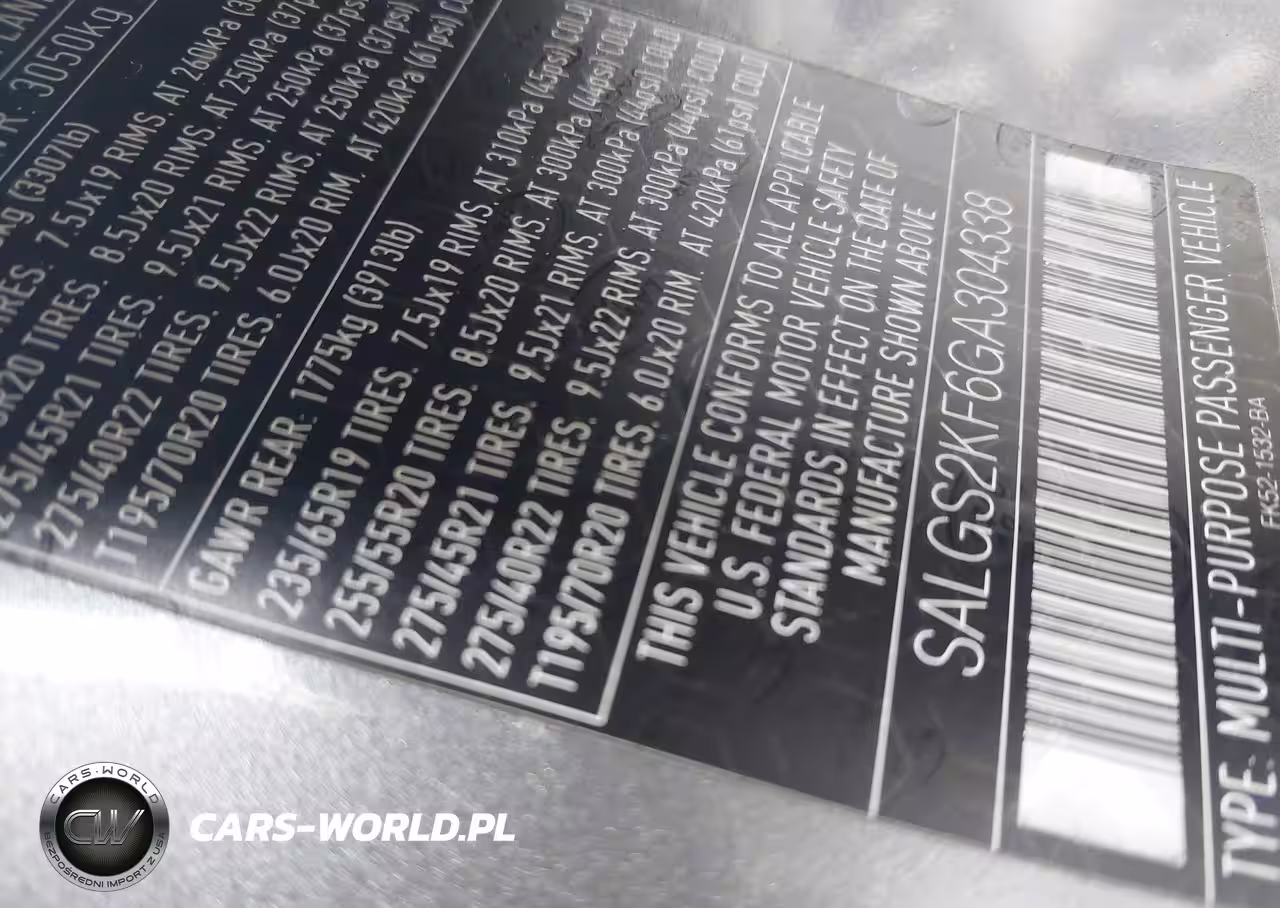 3050kg
(3307lb)
7.5Jx19 RIMS. AT 260kPa
R20 TIRES. 8.5Jx20 RIMS. AT 250kPa
275/45R21 TIRES. 9.5Jx21 RIMS. AT 250kPa (37psi)
275/40R22 TIRES. 9.5Jx22 RIMS. AT 250kPa (37psi)
T195/70R20 TIRES. 6.0Jx20 RIM. AT 420kPa (61psi) COLD
GAWR REAR: 1775kg (3913lb)
235/65R19 TIRES. 7.5Jx19 RIMS. AT 310kPa (45psi) COLD
255/55R20 TIRES. 8.5Jx20 RIMS. AT 300kPa (44psi) COLD
275/45R21 TIRES. 9.5Jx21 RIMS. AT 300kPa (44psi) COLD
275/40R22 TIRES. 9.5Jx22 RIMS. AT 300kPa (44psi) COLD
T195/70R20 TIRES. 6.0Jx20 RIM. AT 420kPa (61psi) COLD
THIS VEHICLE CONFORMS TO ALL APPLICABLE
U.S. FEDERAL MOTOR VEHICLE SAFETY
STANDARDS IN EFFECT ON THE DATE OF
MANUFACTURE SHOWN ABOVE
SALGS2KF6GA304338
TYPE: MULTI-PURPOSE PASSENGER VEHICLE
FK52-1532-BA
CARS-WORLD
CW
BEZPOŚREDNI IMPORT Z USA
CARS-WORLD.PL